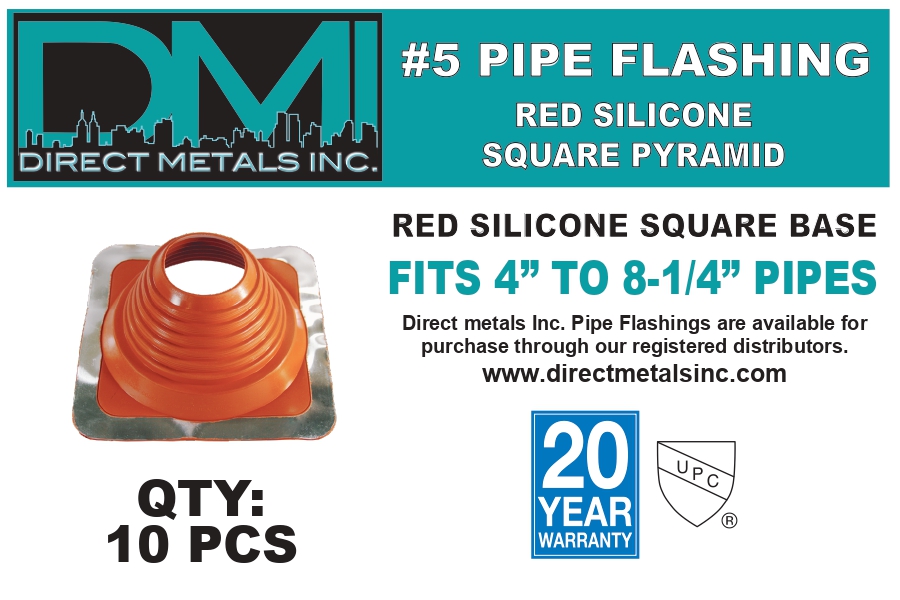 DMI
DIRECT METALS INC.
#5 PIPE FLASHING
RED SILICONE
SQUARE PYRAMID
RED SILICONE SQUARE BASE
FITS 4” TO 8-1/4” PIPES
Direct metals Inc. Pipe Flashings are available for
purchase through our registered distributors.
www.directmetalsinc.com
QTY:
10 PCS
20
YEAR
WARRANTY
UPC
®